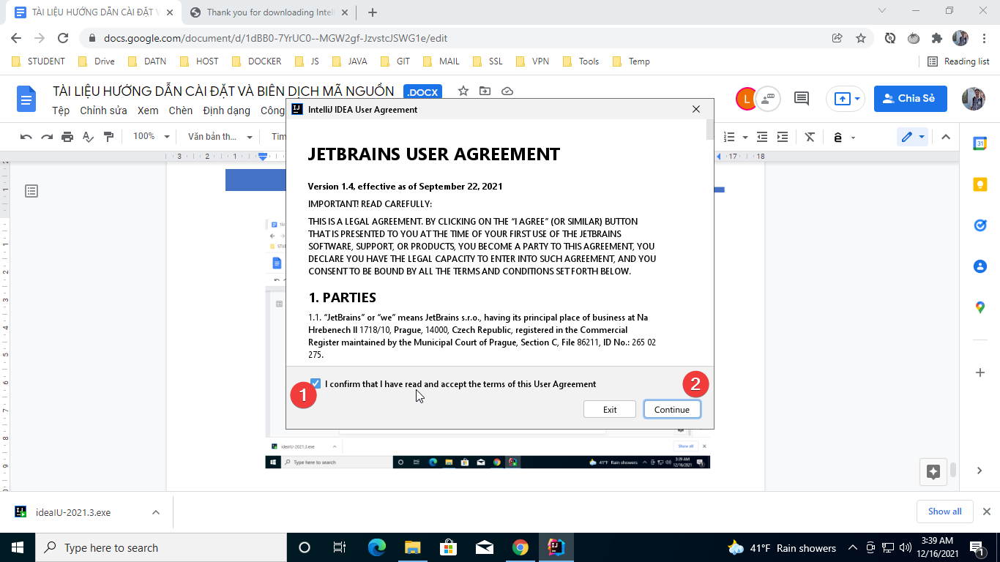 TÀI LIỆU HƯỚNG DẪN CÀI ĐẶT V
Thank you for downloading Intel
docs.google.com/document/d/1dBB0-7YrUC0--MGW2gf-JzvstcJSWG1e/edit
STUDENT Drive DATN HOST DOCKER JS JAVA GIT MAIL SSL VPN Tools Temp Reading list
TÀI LIỆU HƯỚNG DẪN CÀI ĐẶT VÀ BIÊN DỊCH MÃ NGUỒN .DOCX
L
Chia Sẻ
Tệp Chỉnh sửa Xem Chèn Định dạng Công
100% Văn bản th... Tim
3 2 1 17 18
IntelliJ IDEA User Agreement
JETBRAINS USER AGREEMENT
Version 1.4, effective as of September 22, 2021
IMPORTANT! READ CAREFULLY:
THIS IS A LEGAL AGREEMENT. BY CLICKING ON THE “I AGREE” (OR SIMILAR) BUTTON
THAT IS PRESENTED TO YOU AT THE TIME OF YOUR FIRST USE OF THE JETBRAINS
SOFTWARE, SUPPORT, OR PRODUCTS, YOU BECOME A PARTY TO THIS AGREEMENT, YOU
DECLARE YOU HAVE THE LEGAL CAPACITY TO ENTER INTO SUCH AGREEMENT, AND YOU
CONSENT TO BE BOUND BY ALL THE TERMS AND CONDITIONS SET FORTH BELOW.
1. PARTIES
1.1. “JetBrains” or “we” means JetBrains s.r.o., having its principal place of business at Na
Hrebenech II 1718/10, Prague, 14000, Czech Republic, registered in the Commercial
Register maintained by the Municipal Court of Prague, Section C, File 86211, ID No.: 265 02
275.
1 I confirm that I have read and accept the terms of this User Agreement 2
Exit Continue
ideaIU-2021.3.exe Show all
Type here to search 41°F Rain showers 3:39 AM
12/16/2021
ideaIU-2021.3.exe Show all
Type here to search 41°F Rain showers 3:39 AM
12/16/2021 1